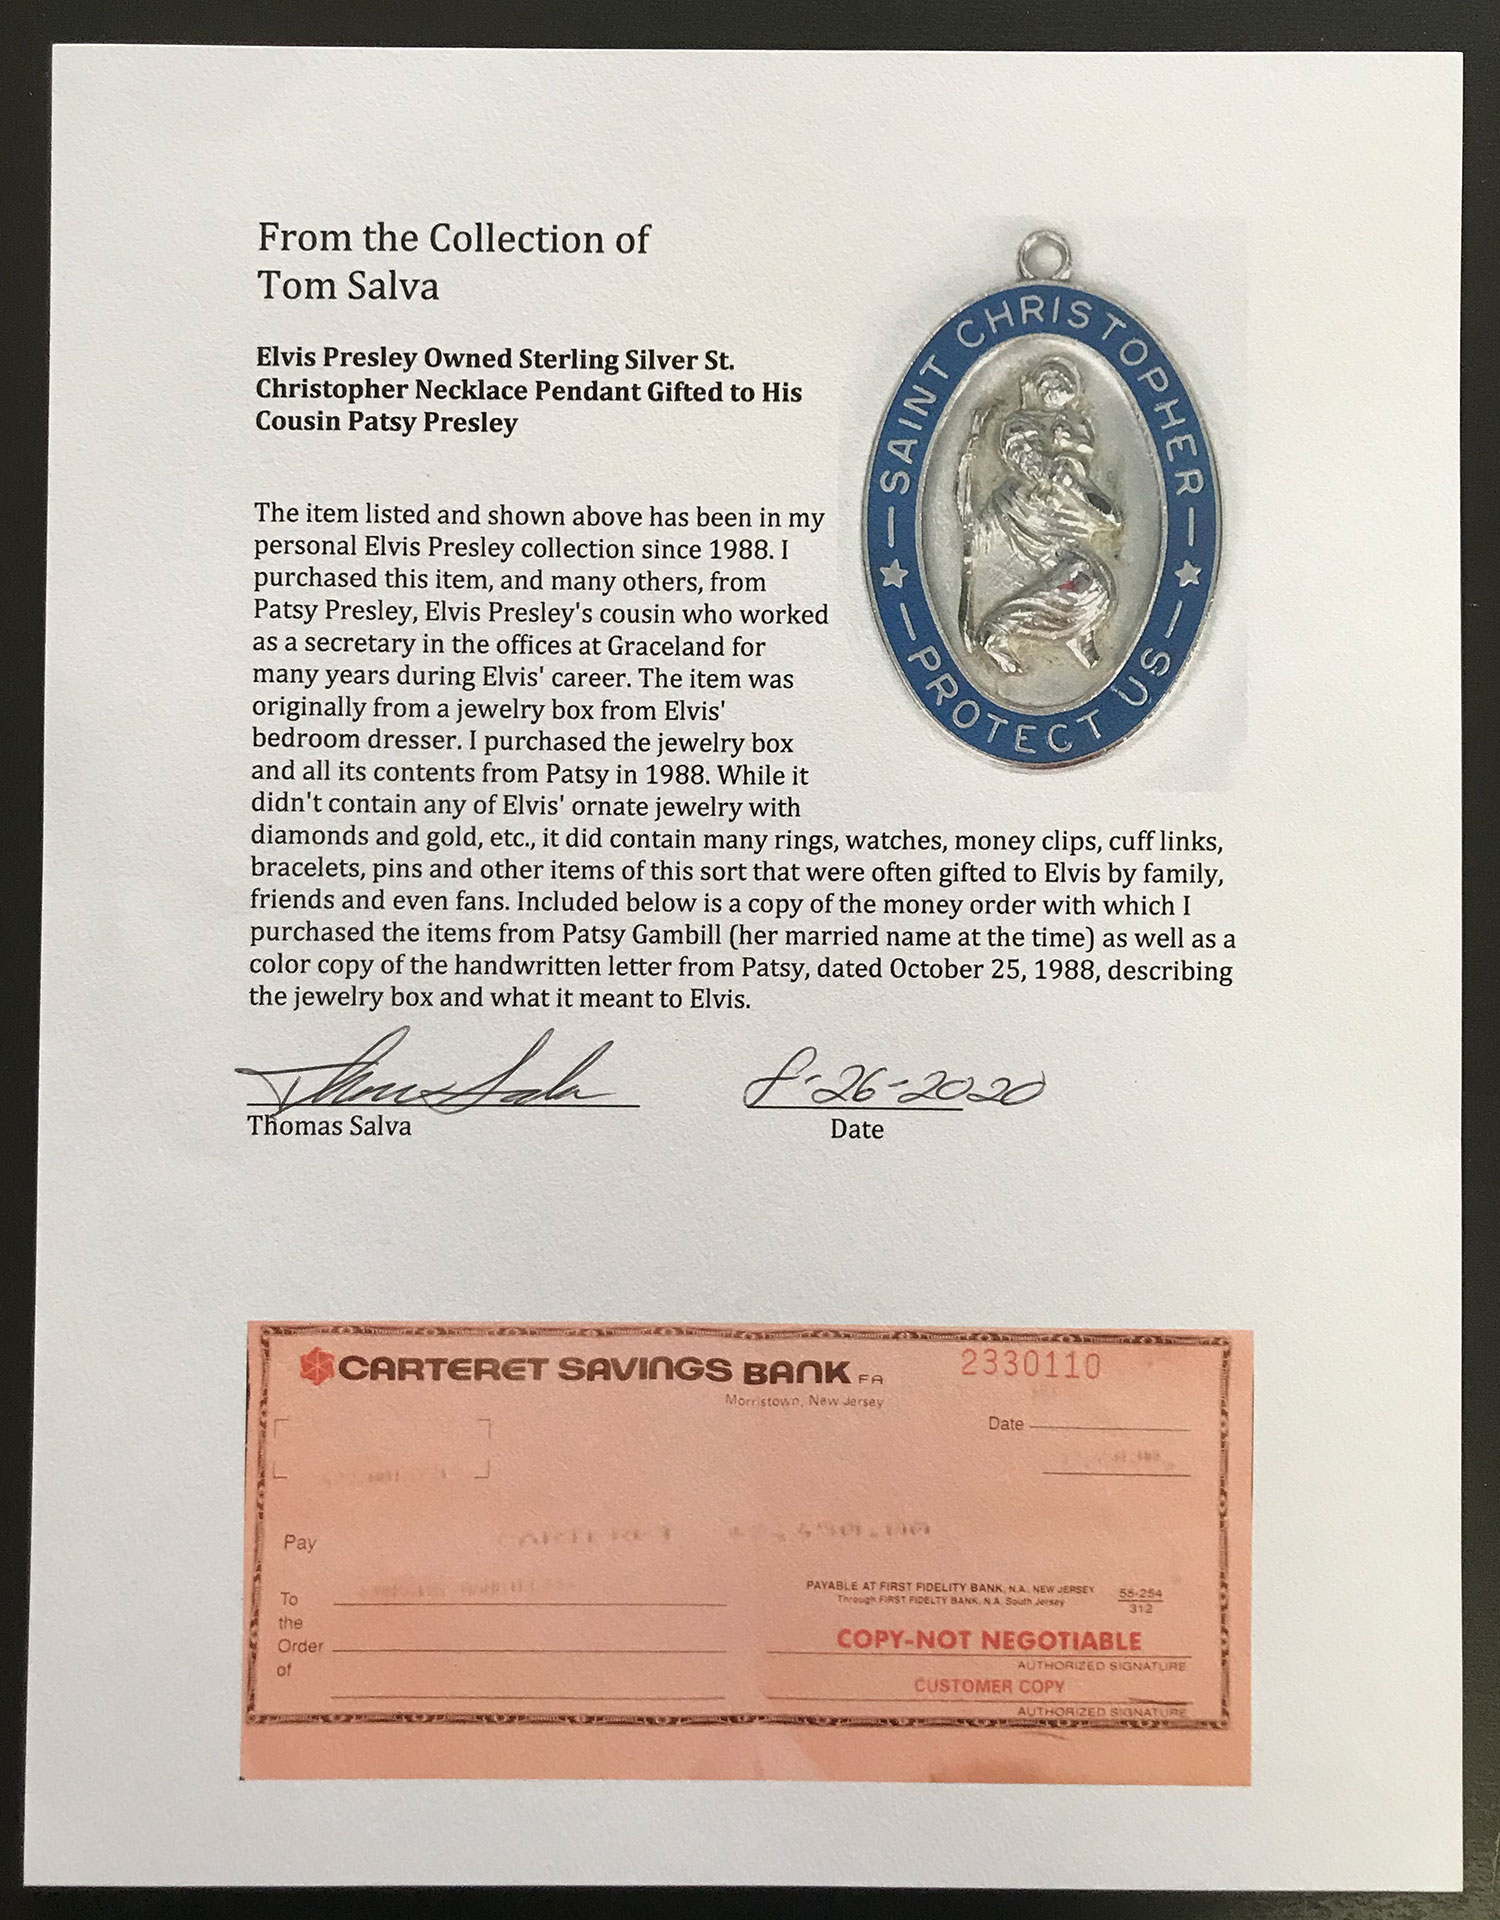 From the Collection of
Tom Salva
Elvis Presley Owned Sterling Silver St.
Christopher Necklace Pendant Gifted to His
Cousin Patsy Presley
SAINT CHRISTOPHER
PROTECT US
The item listed and shown above has been in my
personal Elvis Presley collection since 1988. I
purchased this item, and many others, from
Patsy Presley, Elvis Presley's cousin who worked
as a secretary in the offices at Graceland for
many years during Elvis' career. The item was
originally from a jewelry box from Elvis'
bedroom dresser. I purchased the jewelry box
and all its contents from Patsy in 1988. While it
didn't contain any of Elvis' ornate jewelry with
diamonds and gold, etc., it did contain many rings, watches, money clips, cuff links,
bracelets, pins and other items of this sort that were often gifted to Elvis by family,
friends and even fans. Included below is a copy of the money order with which I
purchased the items from Patsy Gambill (her married name at the time) as well as a
color copy of the handwritten letter from Patsy, dated October 25, 1988, describing
the jewelry box and what it meant to Elvis.
Thomas Salva 8-26-2020
Thomas Salva Date
CARTERET SAVINGS BANK FA 2330110
Morristown, New Jersey
Date
Pay
To
the
Order
of
PAYABLE AT FIRST FIDELITY BANK, N.A. NEW JERSEY 55-254
Through FIRST FIDELTY BANK, N.A. South Jersey 312
COPY-NOT NEGOTIABLE
AUTHORIZED SIGNATURE
CUSTOMER COPY
AUTHORIZED SIGNATURE